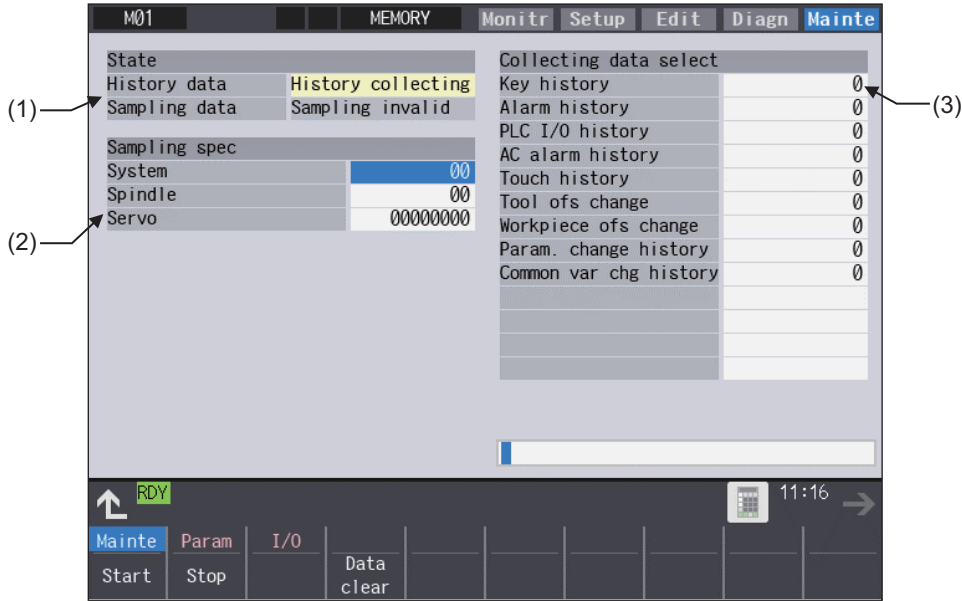 M01 MEMORY Monitr Setup Edit Diagn Mainte
State
History data History collecting
Sampling data Sampling invalid
(1)
Sampling spec
System 00
Spindle 00
Servo 00000000
(2)
Collecting data select
Key history 0
(3)
Alarm history 0
PLC I/O history 0
AC alarm history 0
Touch history 0
Tool ofs change 0
Workpiece ofs change 0
Param. change history 0
Common var chg history 0
RDY 11:16
Mainte Param I/O
Start Stop Data
clear